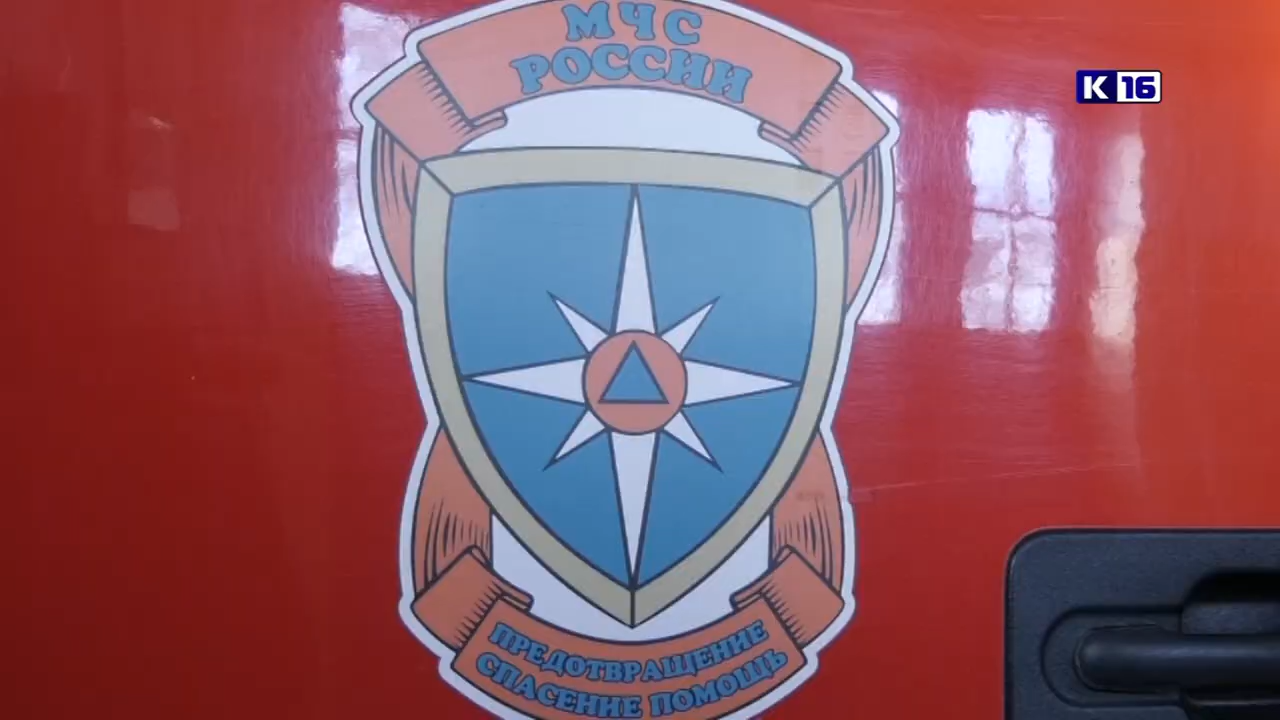 МЧС
РОССИИ
К 16
ПРЕДОТВРАЩЕНИЕ
СПАСЕНИЕ ПОМОЩЬ